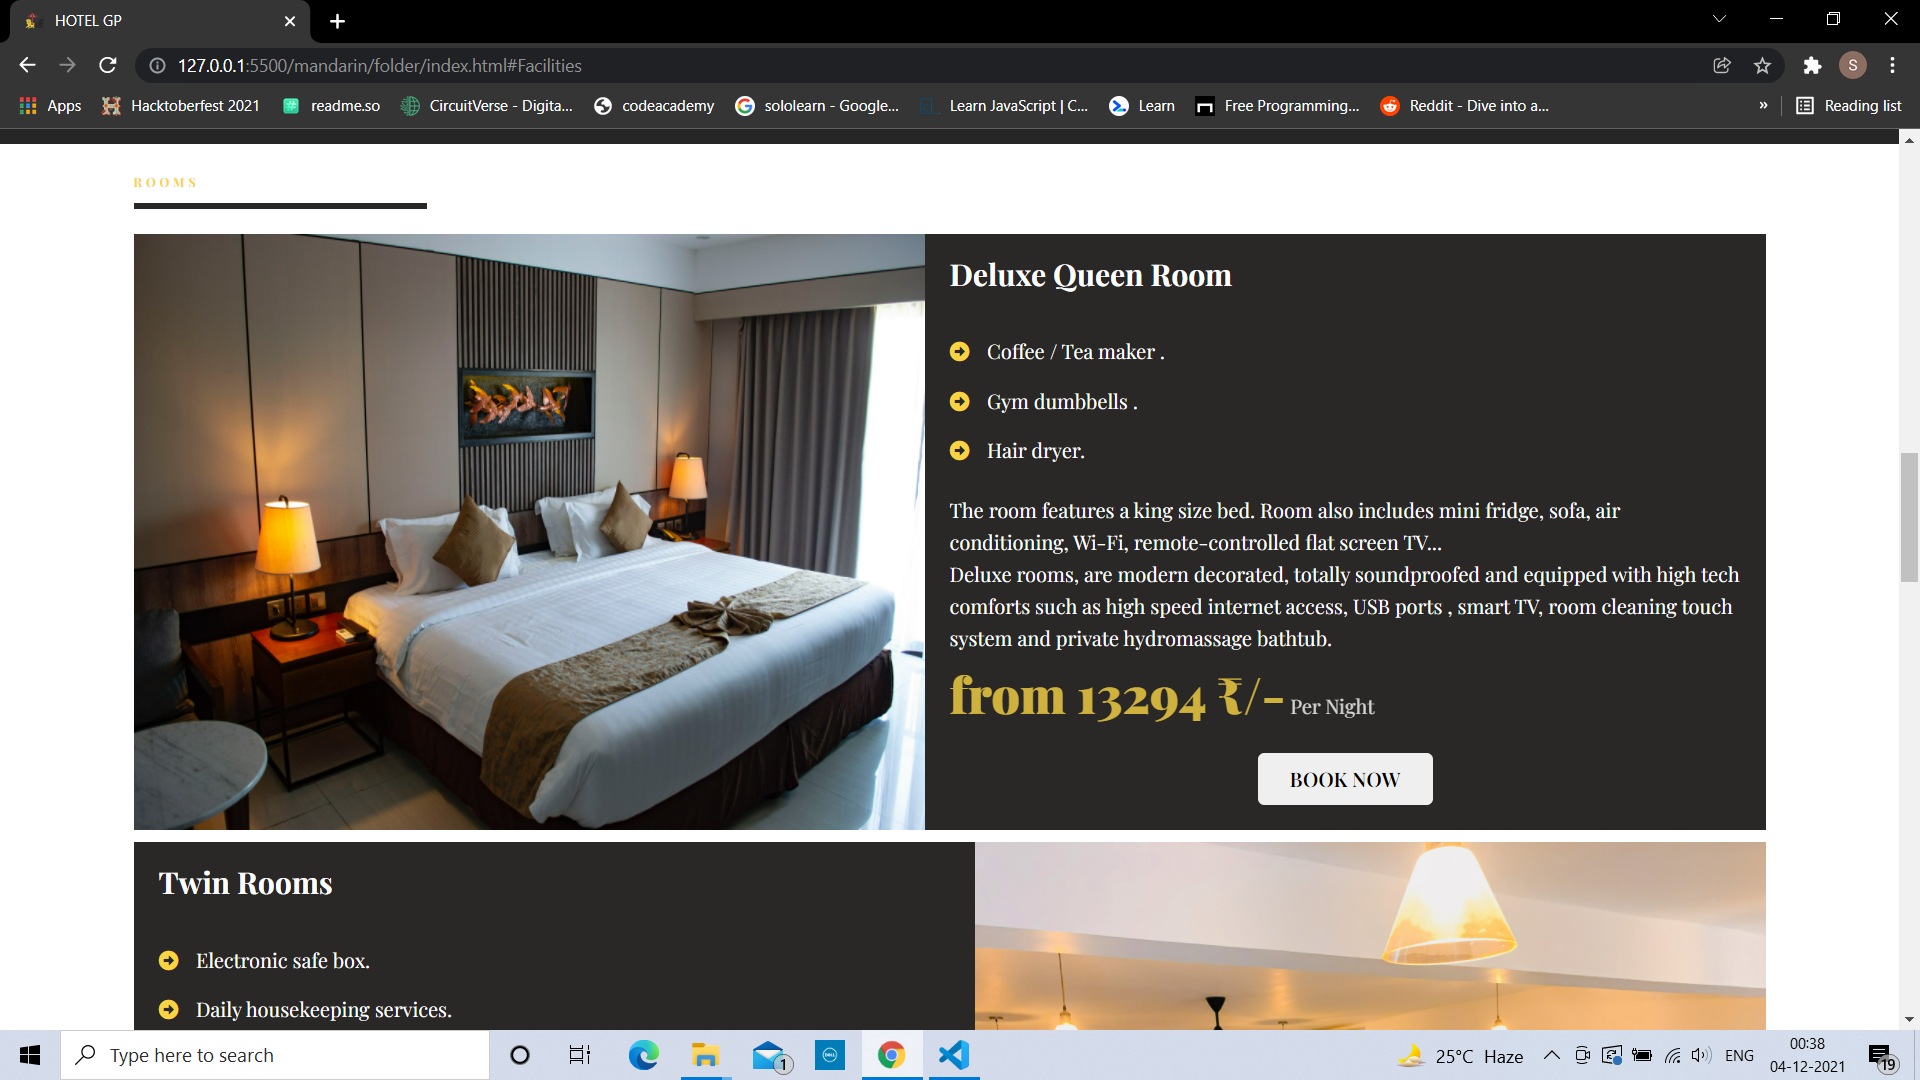 HOTEL GP
127.0.0.1:5500/mandarin/folder/index.html#Facilities
S
Apps
Hacktoberfest 2021
readme.so
CircuitVerse - Digita...
codeacademy
sololearn - Google...
Learn JavaScript | C...
Learn
Free Programming...
Reddit - Dive into a...
»
Reading list
ROOMS
Deluxe Queen Room
Coffee / Tea maker .
Gym dumbbells .
Hair dryer.
The room features a king size bed. Room also includes mini fridge, sofa, air
conditioning, Wi-Fi, remote-controlled flat screen TV...
Deluxe rooms, are modern decorated, totally soundproofed and equipped with high tech
comforts such as high speed internet access, USB ports , smart TV, room cleaning touch
system and private hydromassage bathtub.
from 13294 ₹/- Per Night
BOOK NOW
Twin Rooms
Electronic safe box.
Daily housekeeping services.
Type here to search
1
DELL
25°C Haze
ENG
00:38
04-12-2021
19